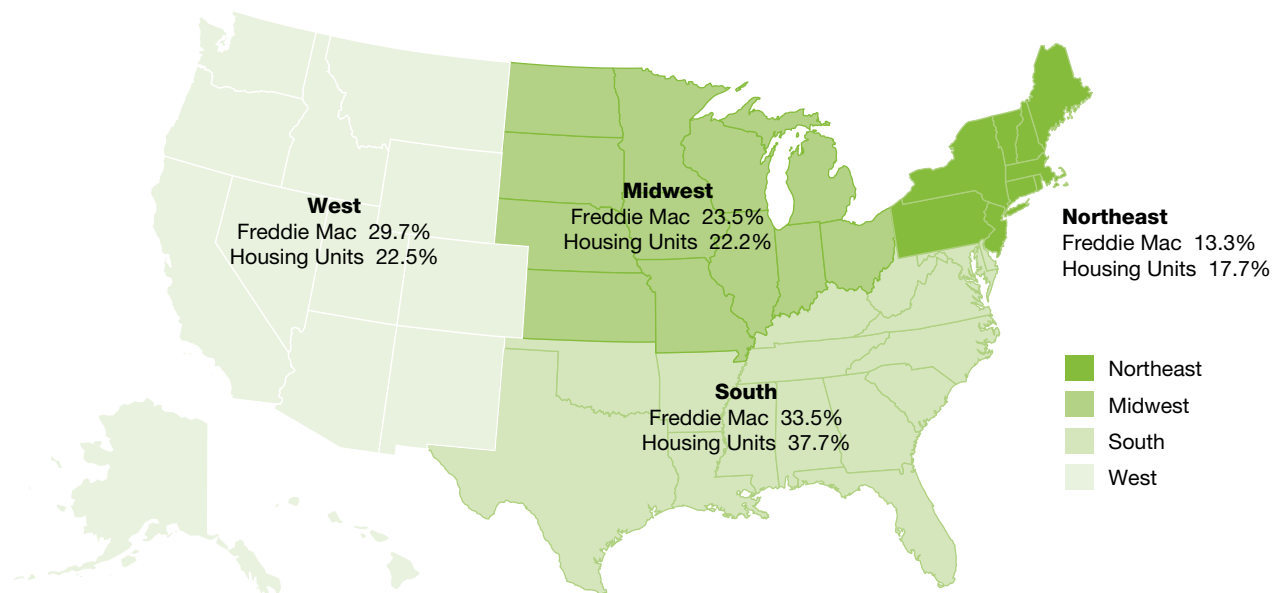 West
Freddie Mac 29.7%
Housing Units 22.5%
Midwest
Freddie Mac 23.5%
Housing Units 22.2%
Northeast
Freddie Mac 13.3%
Housing Units 17.7%
South
Freddie Mac 33.5%
Housing Units 37.7%
Northeast
Midwest
South
West